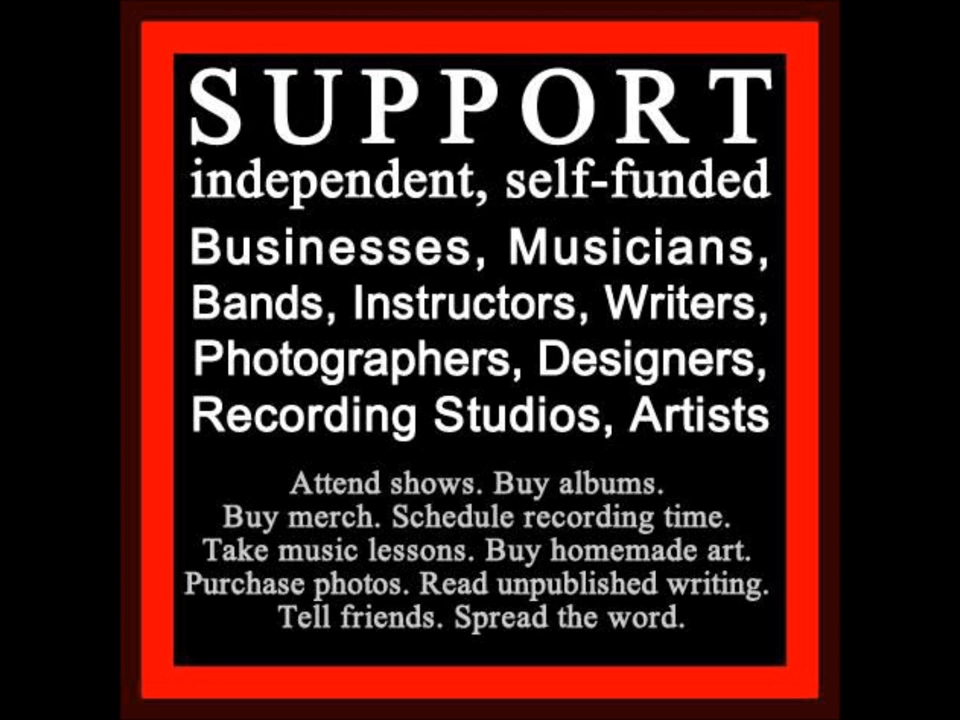 SUPPORT
independent, self-funded
Businesses, Musicians,
Bands, Instructors, Writers,
Photographers, Designers,
Recording Studios, Artists
Attend shows. Buy albums.
Buy merch. Schedule recording time.
Take music lessons. Buy homemade art.
Purchase photos. Read unpublished writing.
Tell friends. Spread the word.